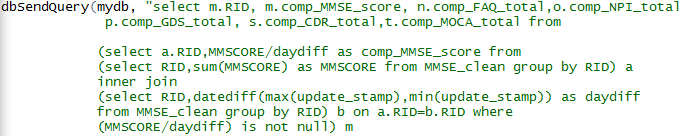 dbSendQuery(mydb, "select m.RID, m.comp_MMSE_score, n.comp_FAQ_total,o.comp_NPI_total
p.comp_GDS_total, s.comp_CDR_total,t.comp_MOCA_total from
(select a.RID,MMSCORE/daydiff as comp_MMSE_score from
(select RID,sum(MMSCORE) as MMSCORE from MMSE_clean group by RID) a
inner join
(select RID,datediff(max(update_stamp),min(update_stamp)) as daydiff
from MMSE_clean group by RID) b on a.RID=b.RID where
(MMSCORE/daydiff) is not null) m